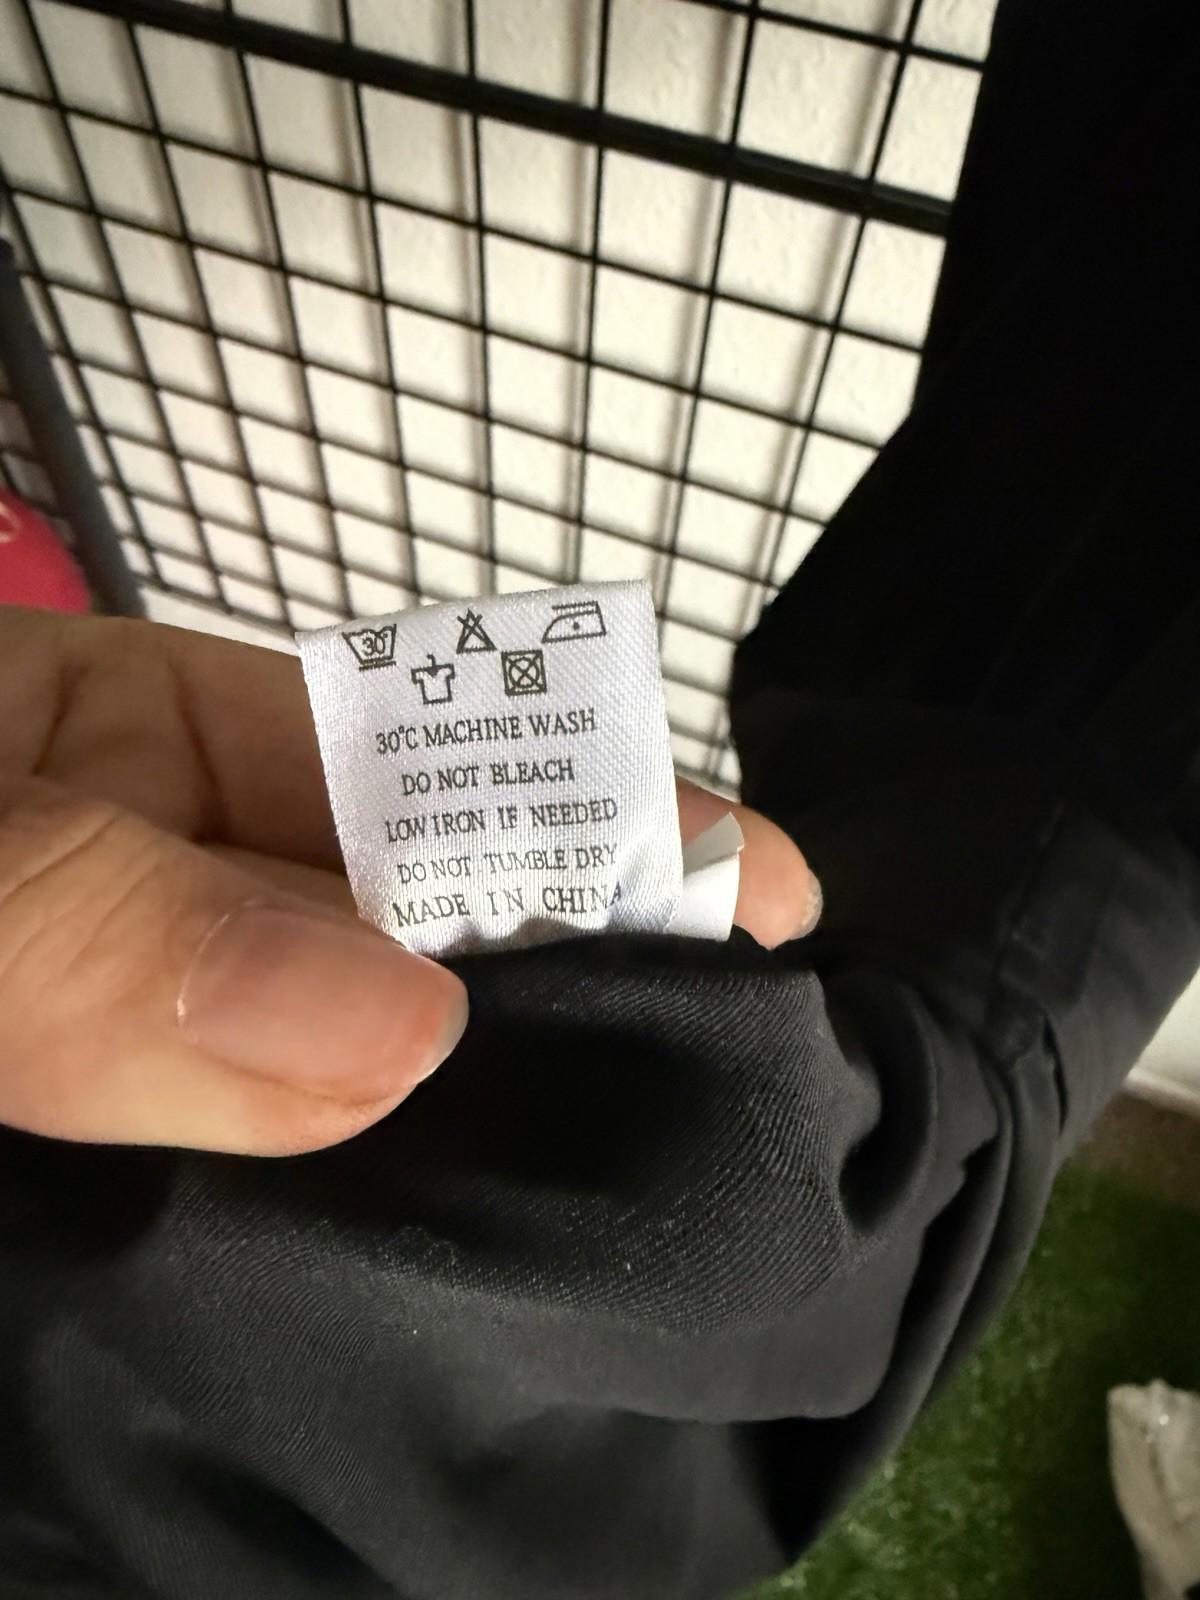 30
30°C MACHINE WASH
DO NOT BLEACH
LOW IRON IF NEEDED
DO NOT TUMBLE DRY
MADE IN CHINA